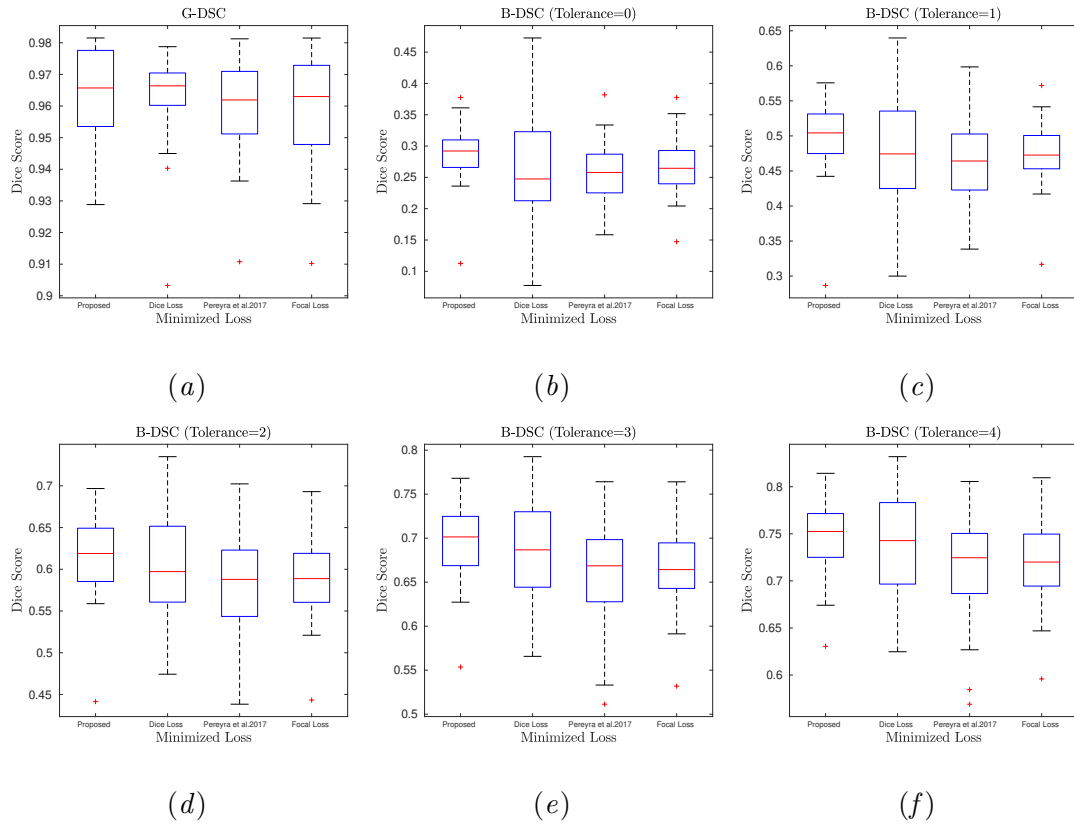 G-DSC
0.98
0.97
0.96
0.95
0.94
0.93
0.92
0.91
0.9
Dice Score
Proposed Dice Loss Pereyra et al.2017 Focal Loss
Minimized Loss
(a)
B-DSC (Tolerance=0)
0.45
0.4
0.35
0.3
0.25
0.2
0.15
0.1
Dice Score
Proposed Dice Loss Pereyra et al.2017 Focal Loss
Minimized Loss
(b)
B-DSC (Tolerance=1)
0.65
0.6
0.55
0.5
0.45
0.4
0.35
0.3
Dice Score
Proposed Dice Loss Pereyra et al.2017 Focal Loss
Minimized Loss
(c)
B-DSC (Tolerance=2)
0.7
0.65
0.6
0.55
0.5
0.45
Dice Score
Proposed Dice Loss Pereyra et al.2017 Focal Loss
Minimized Loss
(d)
B-DSC (Tolerance=3)
0.8
0.75
0.7
0.65
0.6
0.55
0.5
Dice Score
Proposed Dice Loss Pereyra et al.2017 Focal Loss
Minimized Loss
(e)
B-DSC (Tolerance=4)
0.8
0.75
0.7
0.65
0.6
Dice Score
Proposed Dice Loss Pereyra et al.2017 Focal Loss
Minimized Loss
(f)